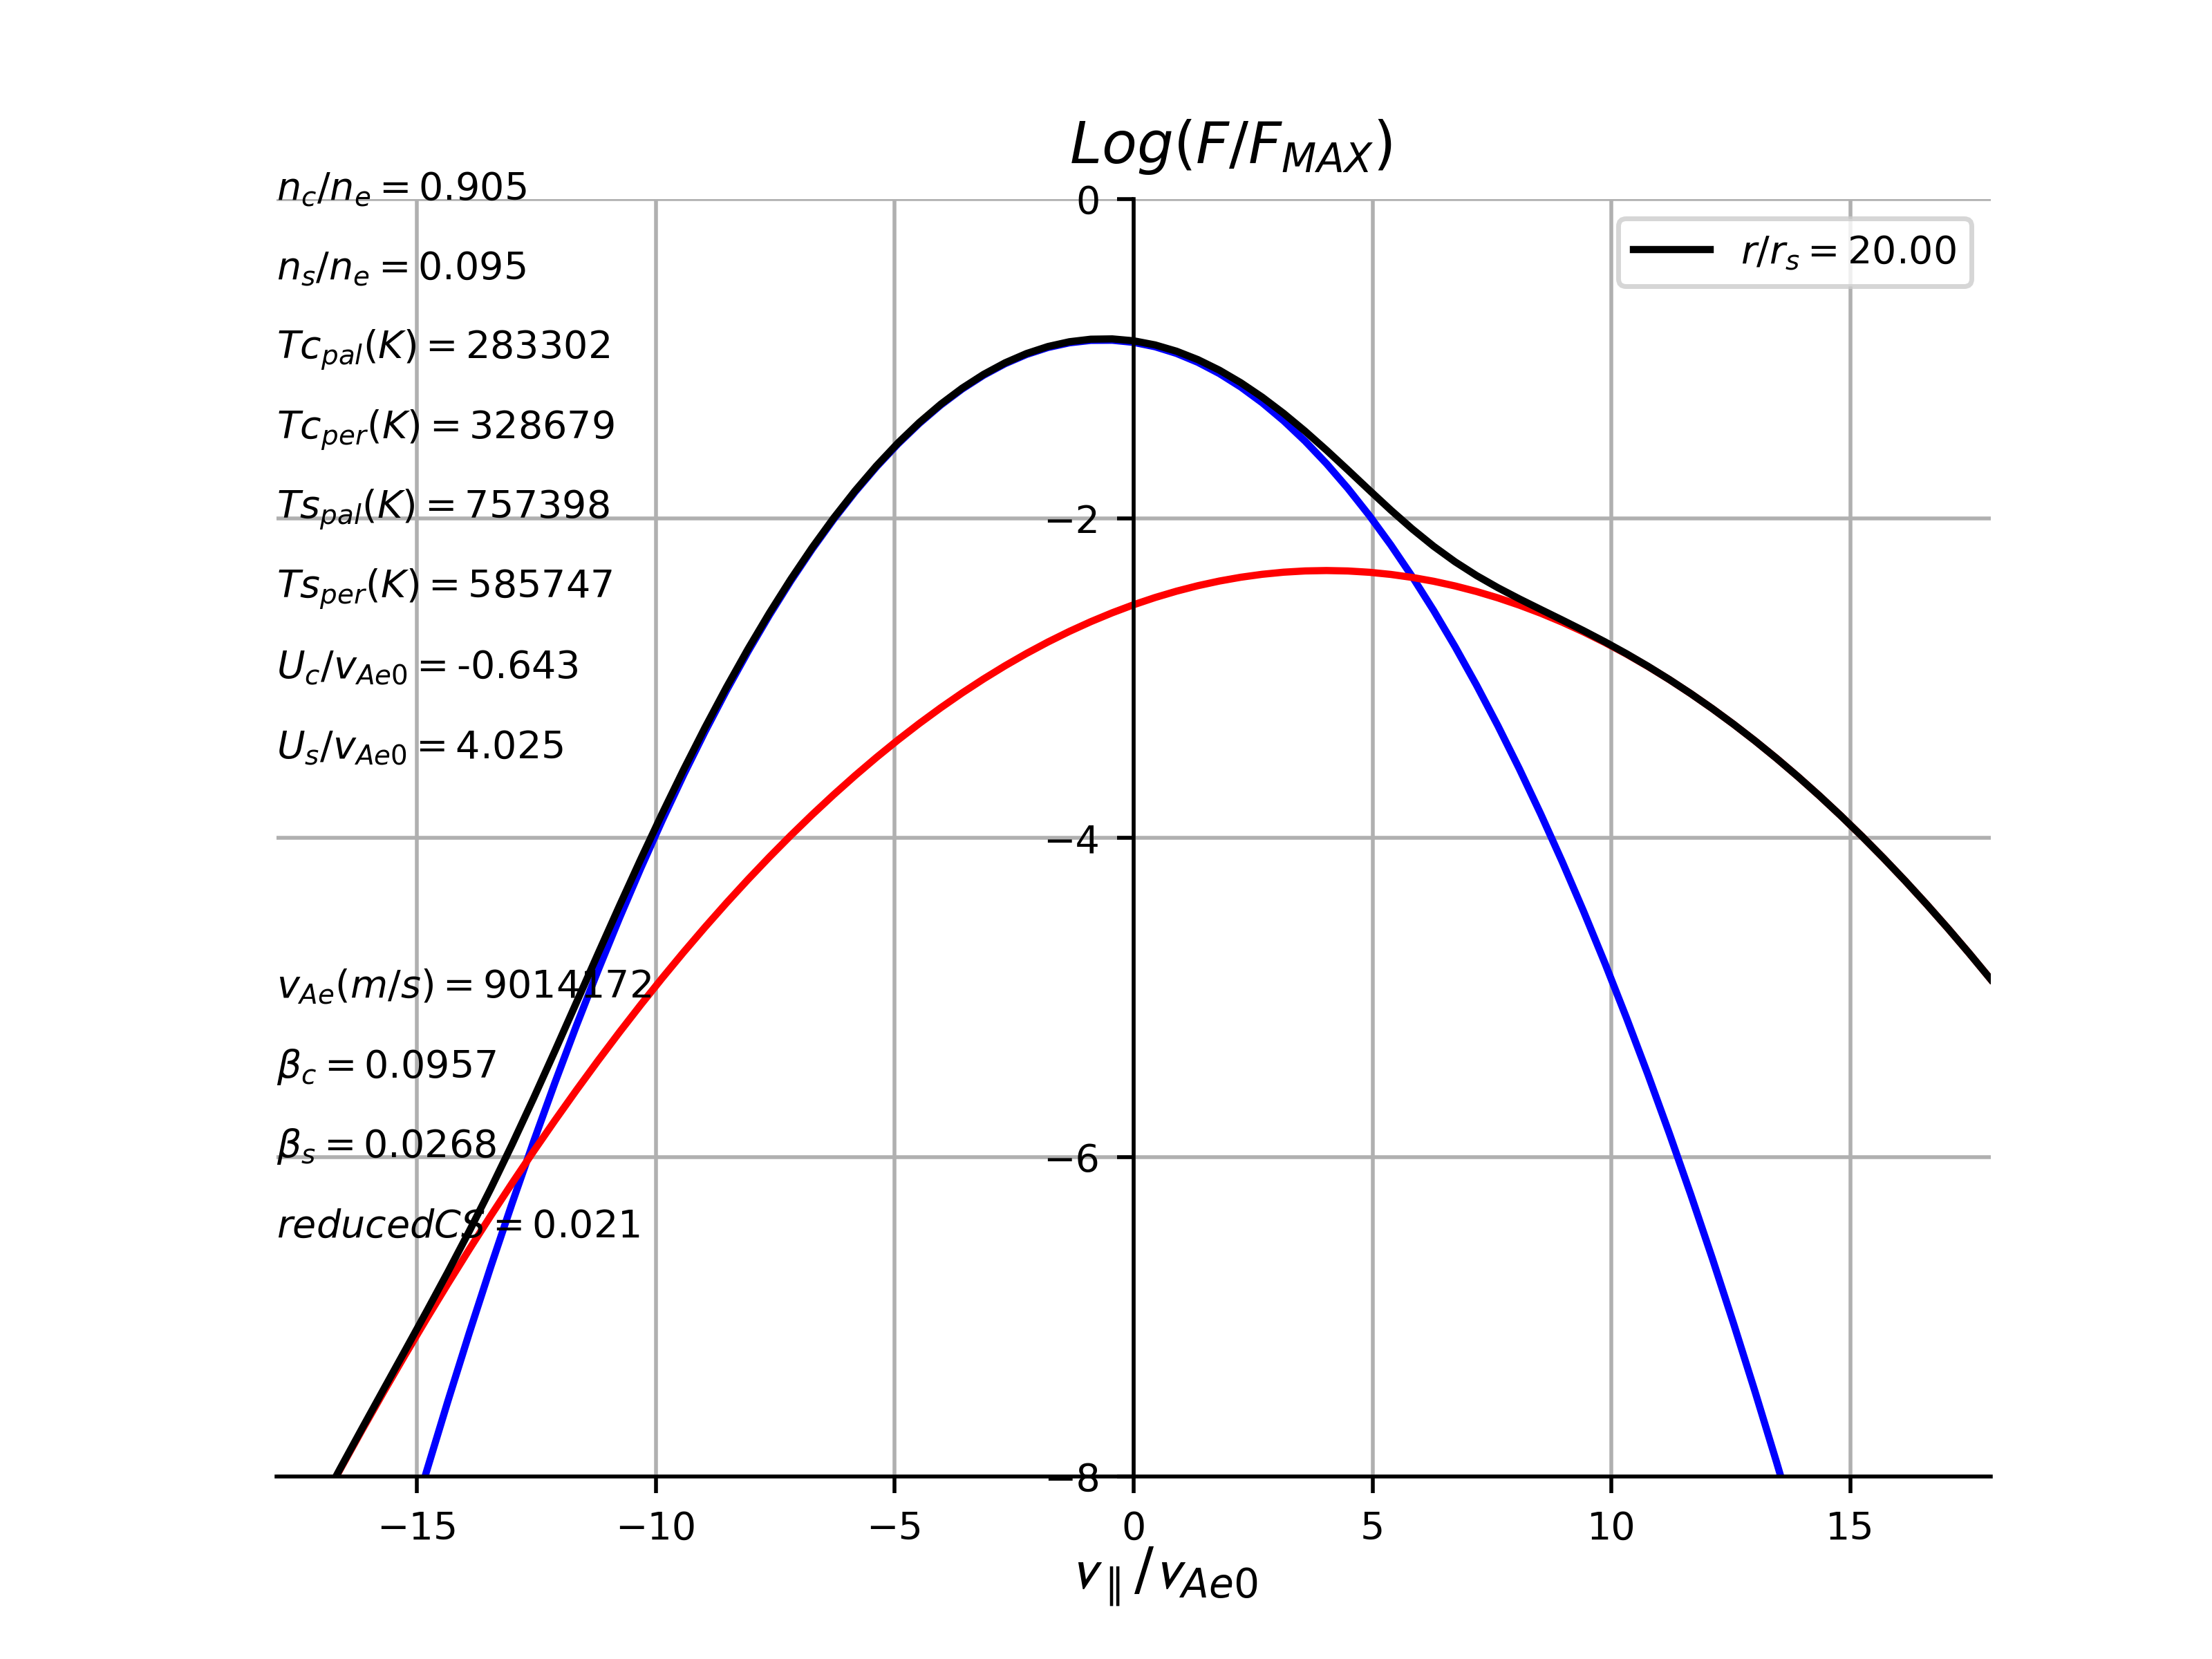 Log(F/F_MAX)
n_c/n_e = 0.905
0
r/r_s = 20.00
n_s/n_e = 0.095
Tc_pal(K) = 283302
Tc_per(K) = 328679
Ts_pal(K) = 757398
−2
Ts_per(K) = 585747
U_c/v_Ae0 = -0.643
U_s/v_Ae0 = 4.025
−4
v_Ae(m/s) = 9014172
β_c = 0.0957
β_s = 0.0268
−6
reducedCS = 0.021
−8
−15 −10 −5 0 5 10 15
v_∥/v_Ae0